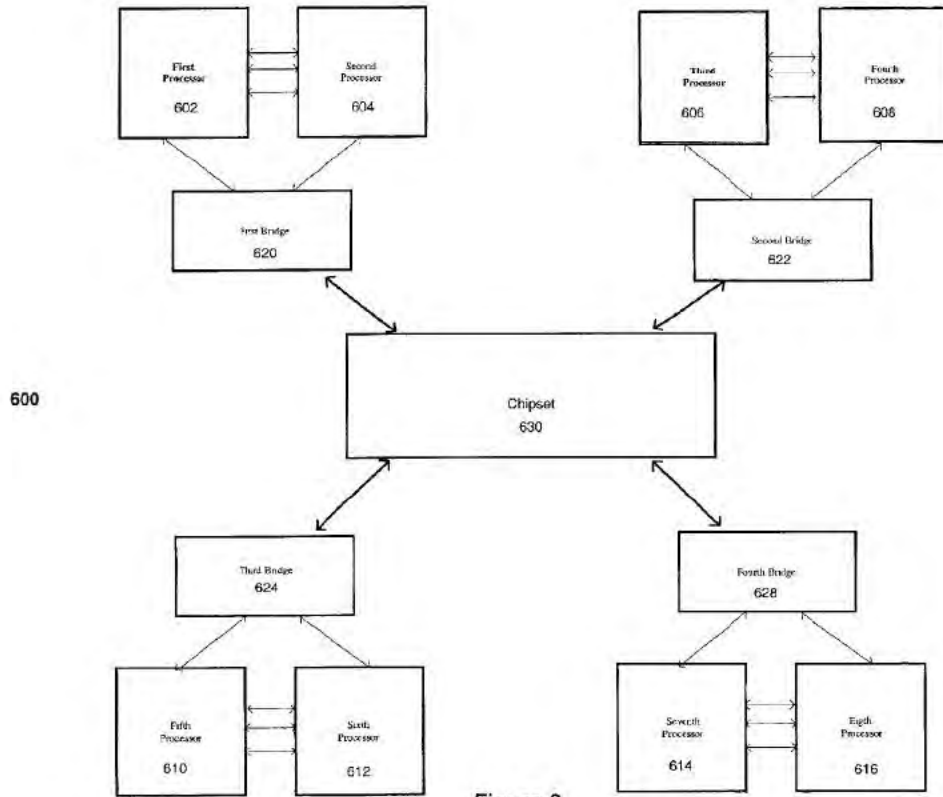 First
Processor
602
Second
Processor
604
Third
Processor
606
Fourth
Processor
608
First Bridge
620
Second Bridge
622
600
Chipset
630
Third Bridge
624
Fourth Bridge
628
Fifth
Processor
610
Sixth
Processor
612
Seventh
Processor
614
Eigth
Processor
616